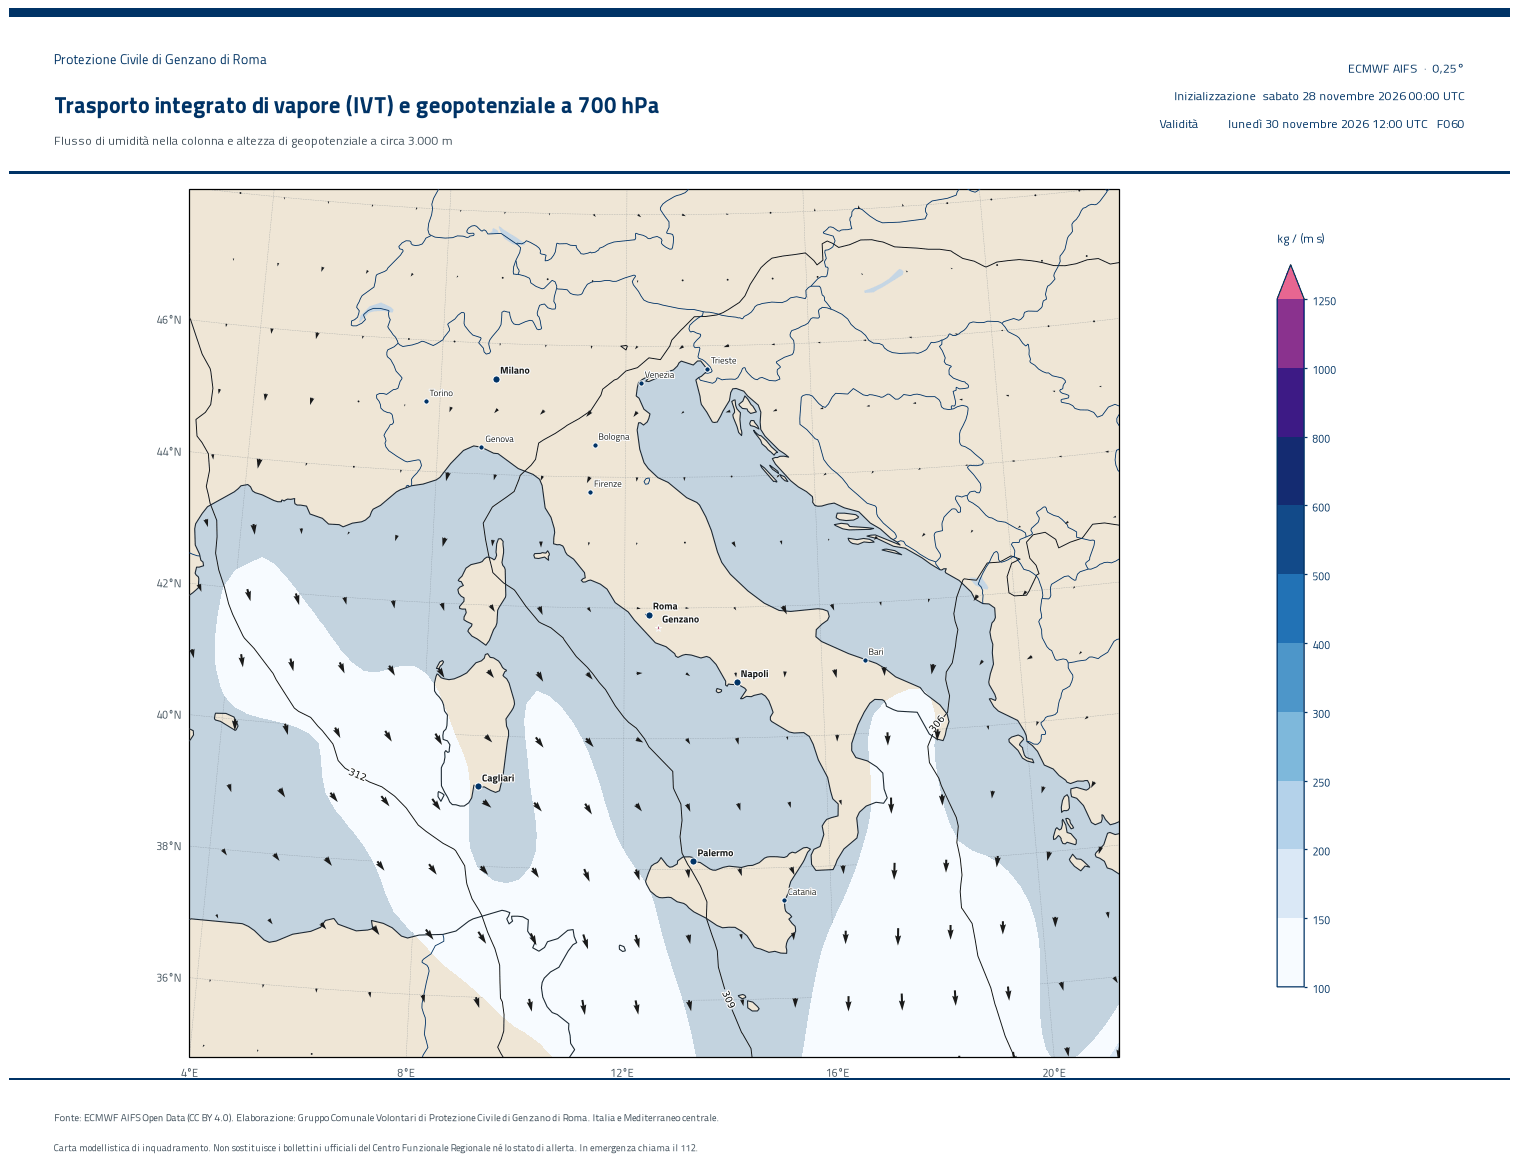 Protezione Civile di Genzano di Roma
Trasporto integrato di vapore (IVT) e geopotenziale a 700 hPa
Flusso di umidità nella colonna e altezza di geopotenziale a circa 3.000 m
ECMWF AIFS · 0,25°
Inizializzazione sabato 28 novembre 2026 00:00 UTC
Validità lunedì 30 novembre 2026 12:00 UTC F060
kg / (m s)
1250
1000
800
600
500
400
300
250
200
150
100
46°N
44°N
42°N
40°N
38°N
36°N
4°E
8°E
12°E
16°E
20°E
Milano
Torino
Venezia
Trieste
Genova
Bologna
Firenze
Roma
Genzano
Napoli
Bari
Cagliari
Palermo
Catania
306
312
309
Fonte: ECMWF AIFS Open Data (CC BY 4.0). Elaborazione: Gruppo Comunale Volontari di Protezione Civile di Genzano di Roma. Italia e Mediterraneo centrale.
Carta modellistica di inquadramento. Non sostituisce i bollettini ufficiali del Centro Funzionale Regionale né lo stato di allerta. In emergenza chiama il 112.